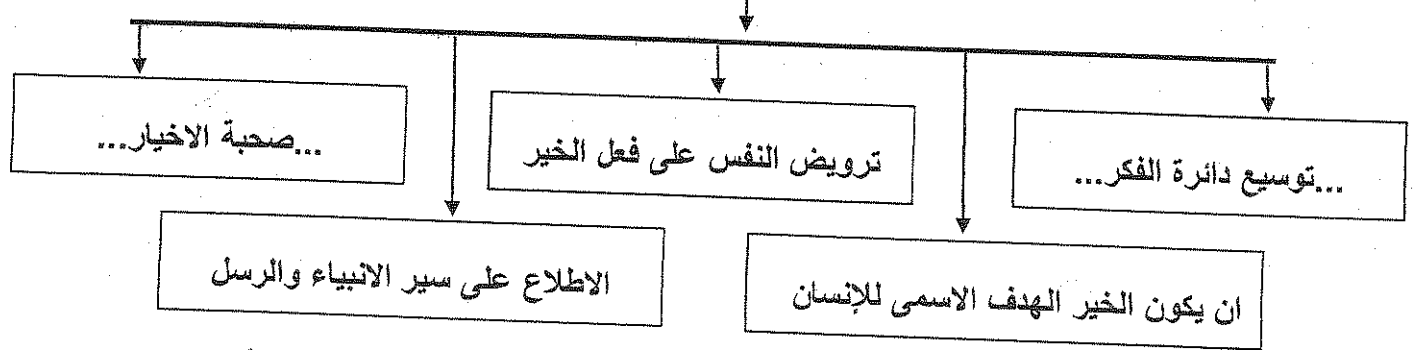 ...توسيع دائرة الفكر...
ترويض النفس على فعل الخير
...صحبة الاخيار...
ان يكون الخير الهدف الاسمى للإنسان
الاطلاع على سير الانبياء والرسل